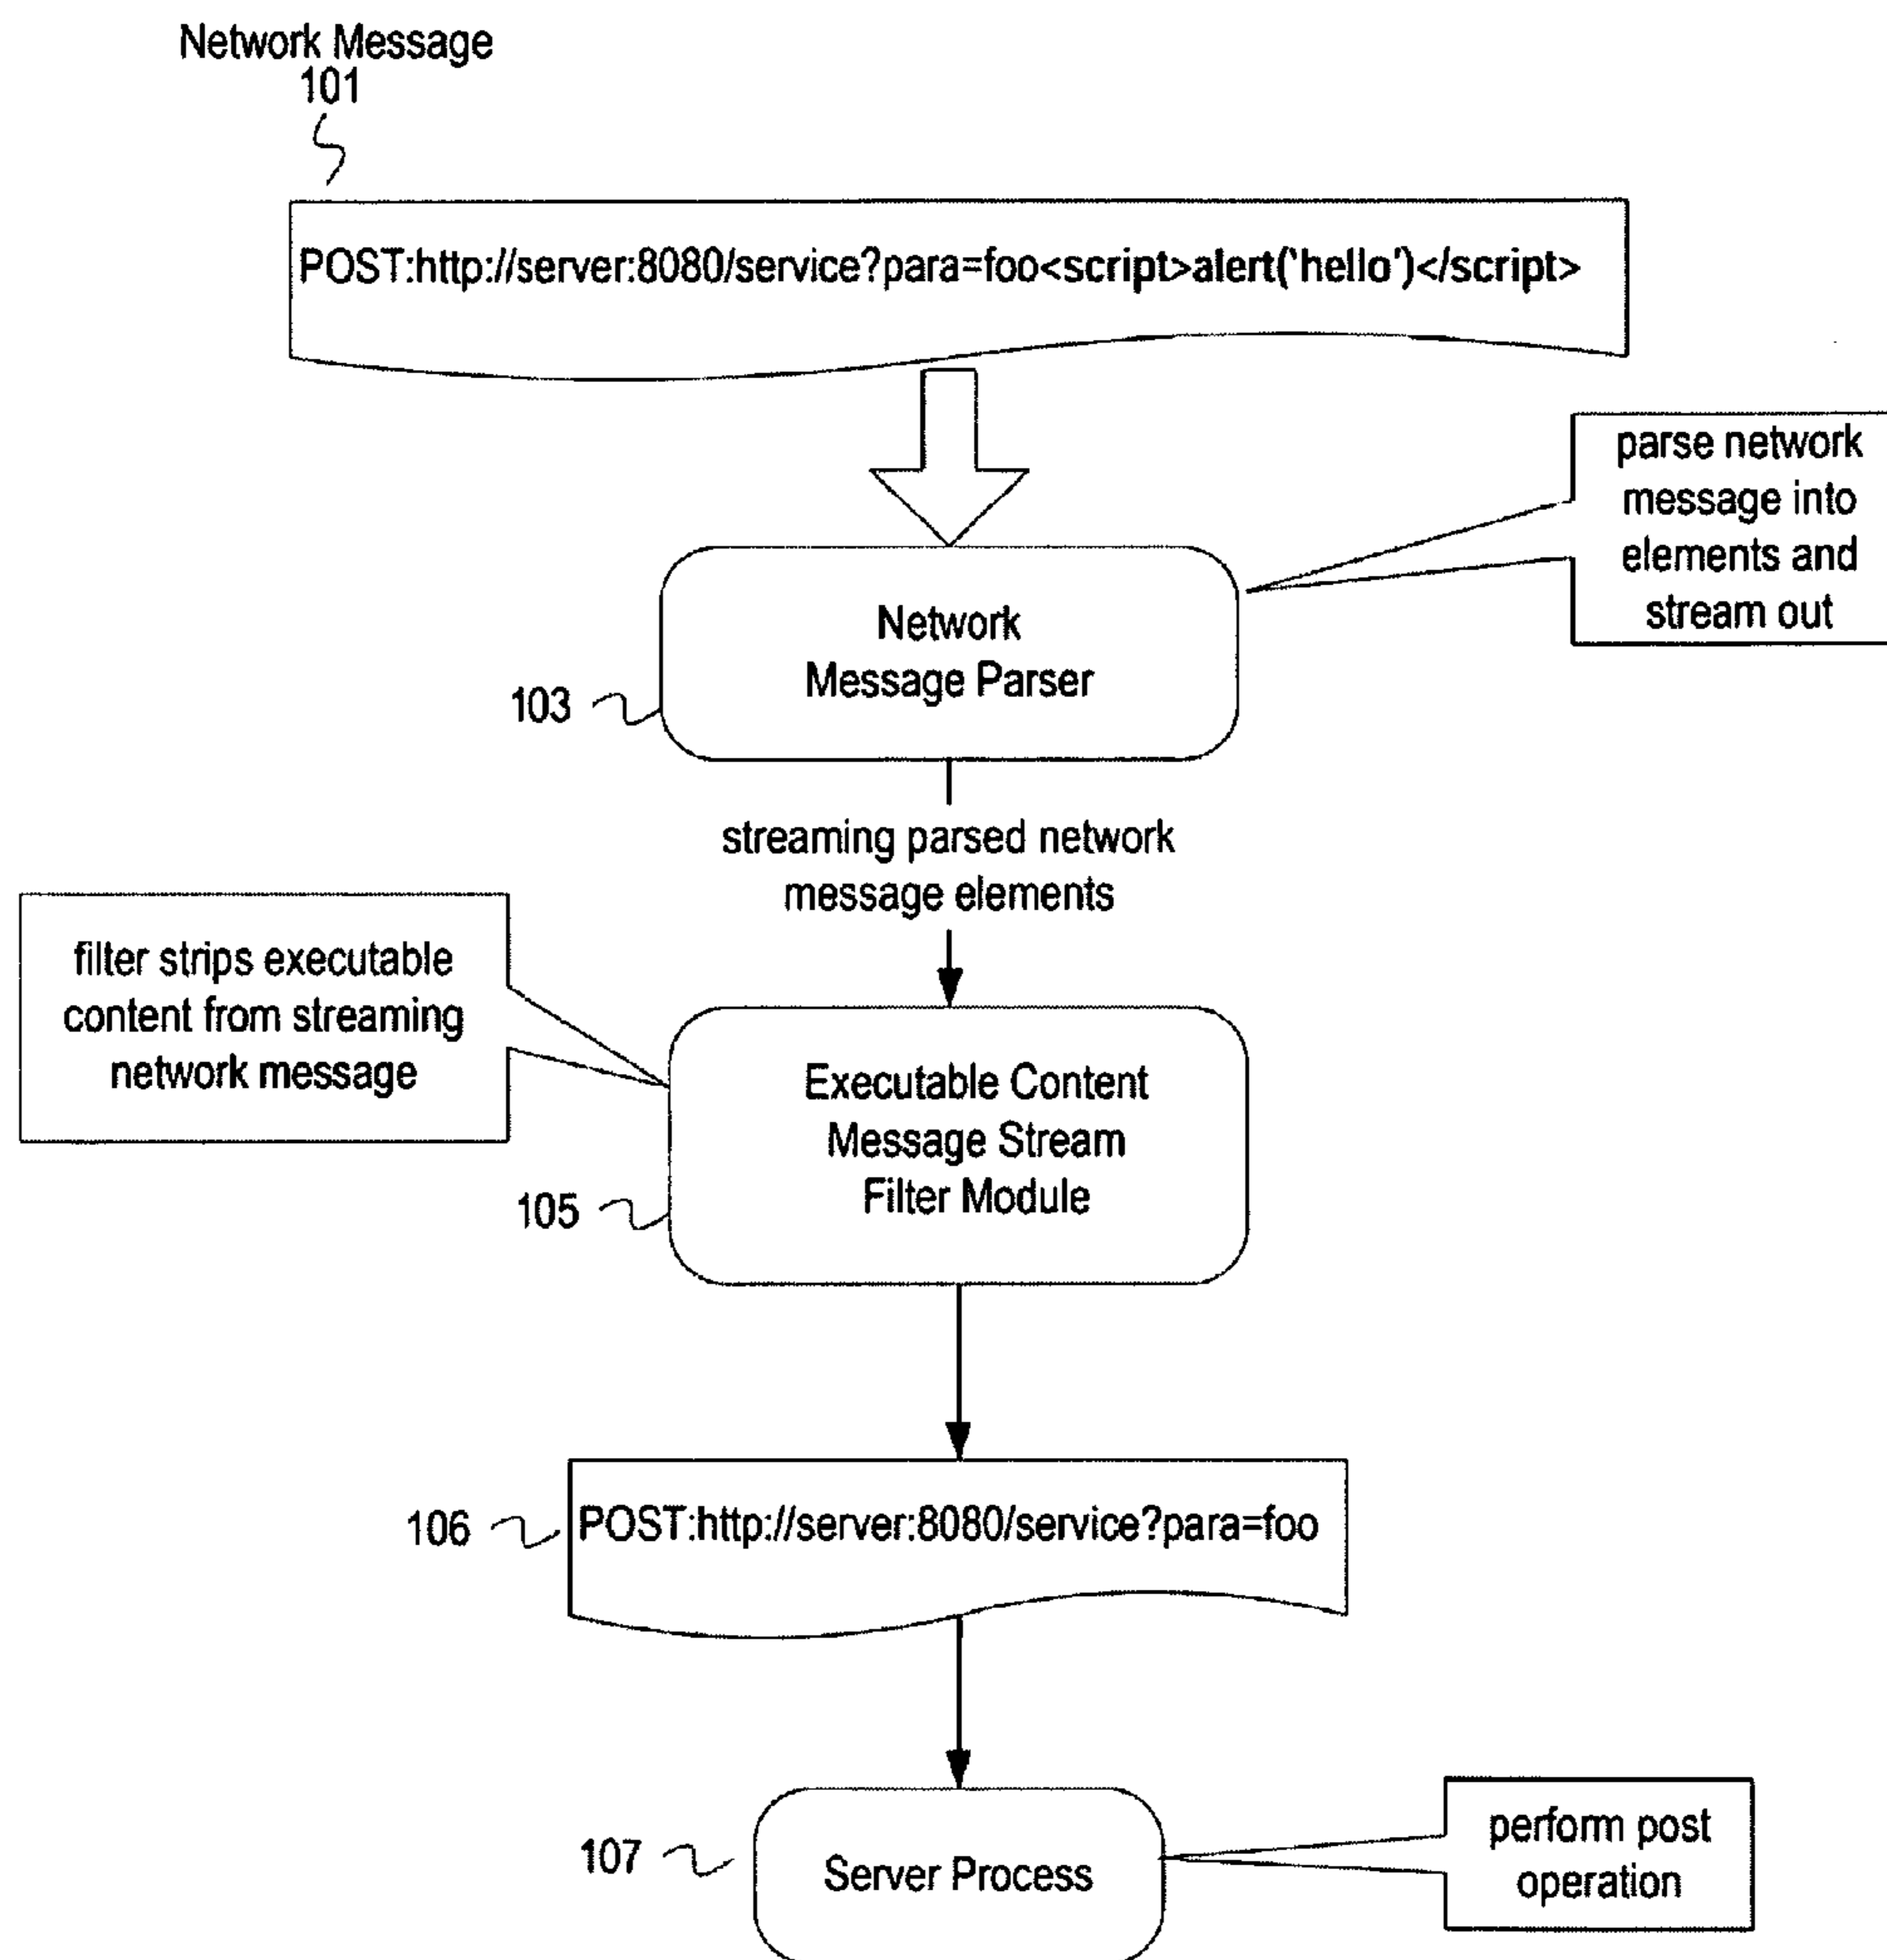 Network Message
101
POST:http://server:8080/service?para=foo<script>alert('hello')</script>
parse network
message into
elements and
stream out
Network
Message Parser
103
streaming parsed network
message elements
filter strips executable
content from streaming
network message
Executable Content
Message Stream
Filter Module
105
106
POST:http://server:8080/service?para=foo
107
Server Process
perform post
operation